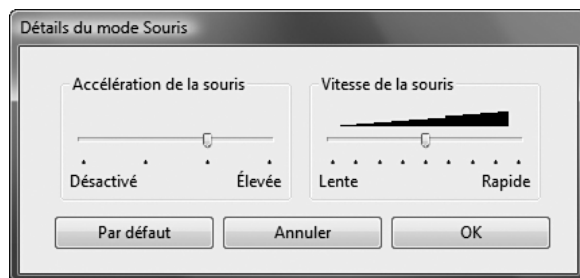 Détails du mode Souris
Accélération de la souris
Vitesse de la souris
Désactivé Élevée
Lente Rapide
Par défaut
Annuler
OK